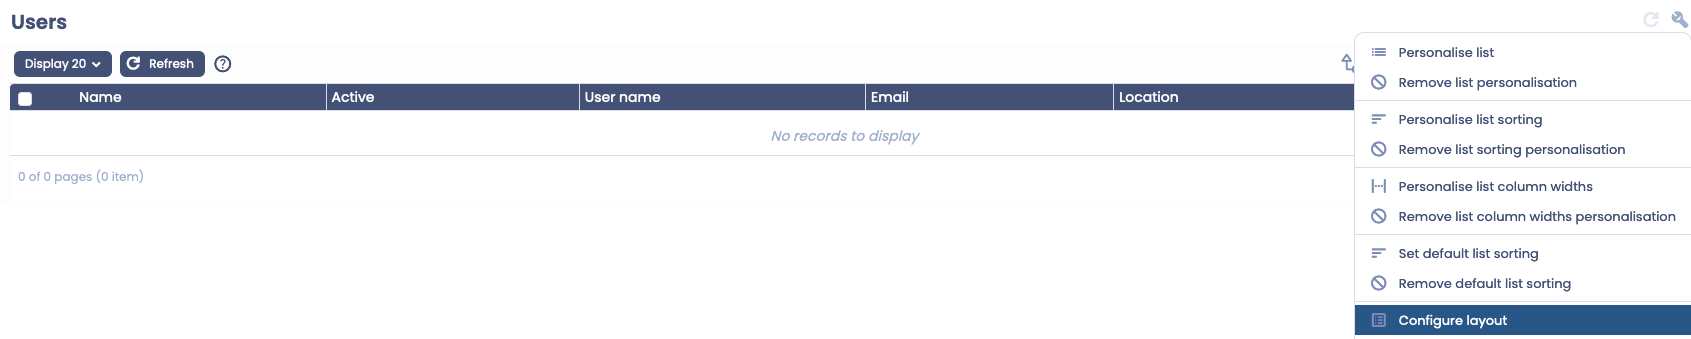 Users
Display 20
Refresh
Name
Active
User name
Email
Location
No records to display
0 of 0 pages (0 item)
Personalise list
Remove list personalisation
Personalise list sorting
Remove list sorting personalisation
Personalise list column widths
Remove list column widths personalisation
Set default list sorting
Remove default list sorting
Configure layout